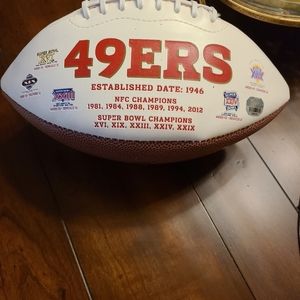 49ERS
ESTABLISHED DATE: 1946
NFC CHAMPIONS
1981, 1984, 1988, 1989, 1994, 2012
SUPER BOWL CHAMPIONS
XVI, XIX, XXIII, XXIV, XXIX